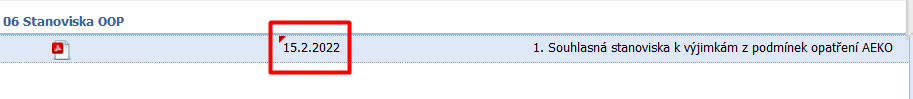 06 Stanoviska OOP
15.2.2022 1. Souhlasná stanoviska k výjimkám z podmínek opatření AEKO